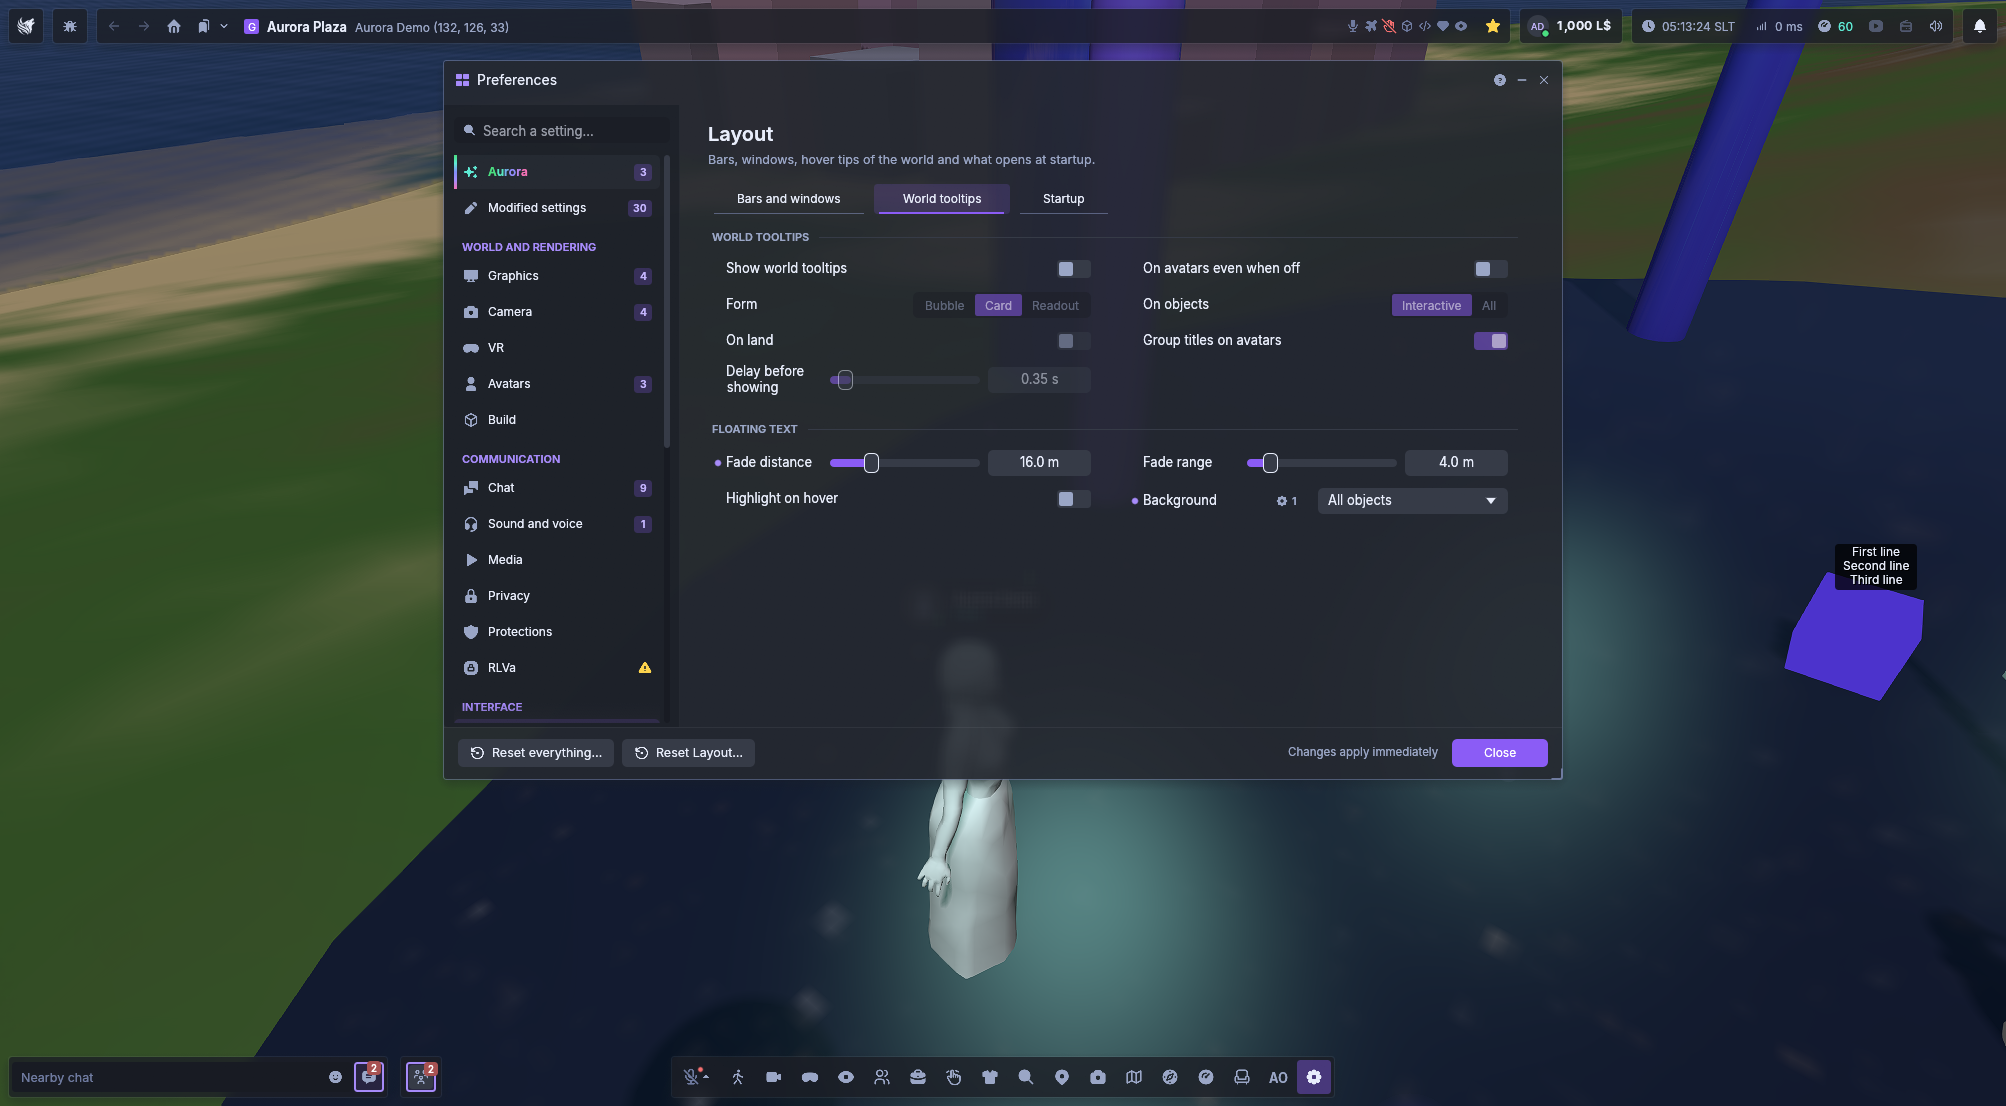 G Aurora Plaza Aurora Demo (132, 126, 33)
AD 1,000 L$
05:13:24 SLT 0 ms 60
Preferences
Search a setting...
Aurora 3
Modified settings 30
WORLD AND RENDERING
Graphics 4
Camera 4
VR
Avatars 3
Build
COMMUNICATION
Chat 9
Sound and voice 1
Media
Privacy
Protections
RLVa
INTERFACE
Layout
Bars, windows, hover tips of the world and what opens at startup.
Bars and windows World tooltips Startup
WORLD TOOLTIPS
Show world tooltips
On avatars even when off
Form Bubble Card Readout
On objects Interactive All
On land
Group titles on avatars
Delay before
showing 0.35 s
FLOATING TEXT
Fade distance 16.0 m
Fade range 4.0 m
Highlight on hover
Background 1 All objects
Reset everything... Reset Layout...
Changes apply immediately Close
First line
Second line
Third line
Nearby chat 2 2
AO